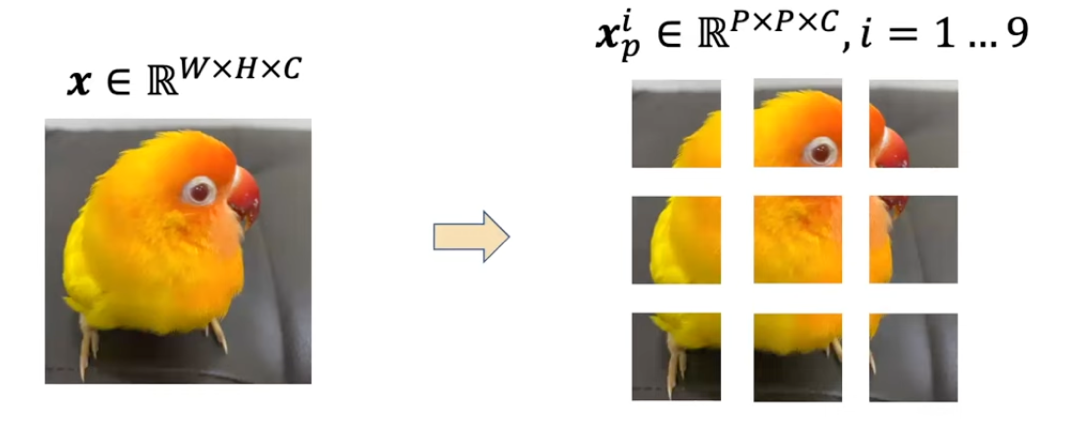 x ∈ ℝ^{W×H×C}
x_p^i ∈ ℝ^{P×P×C}, i = 1 … 9